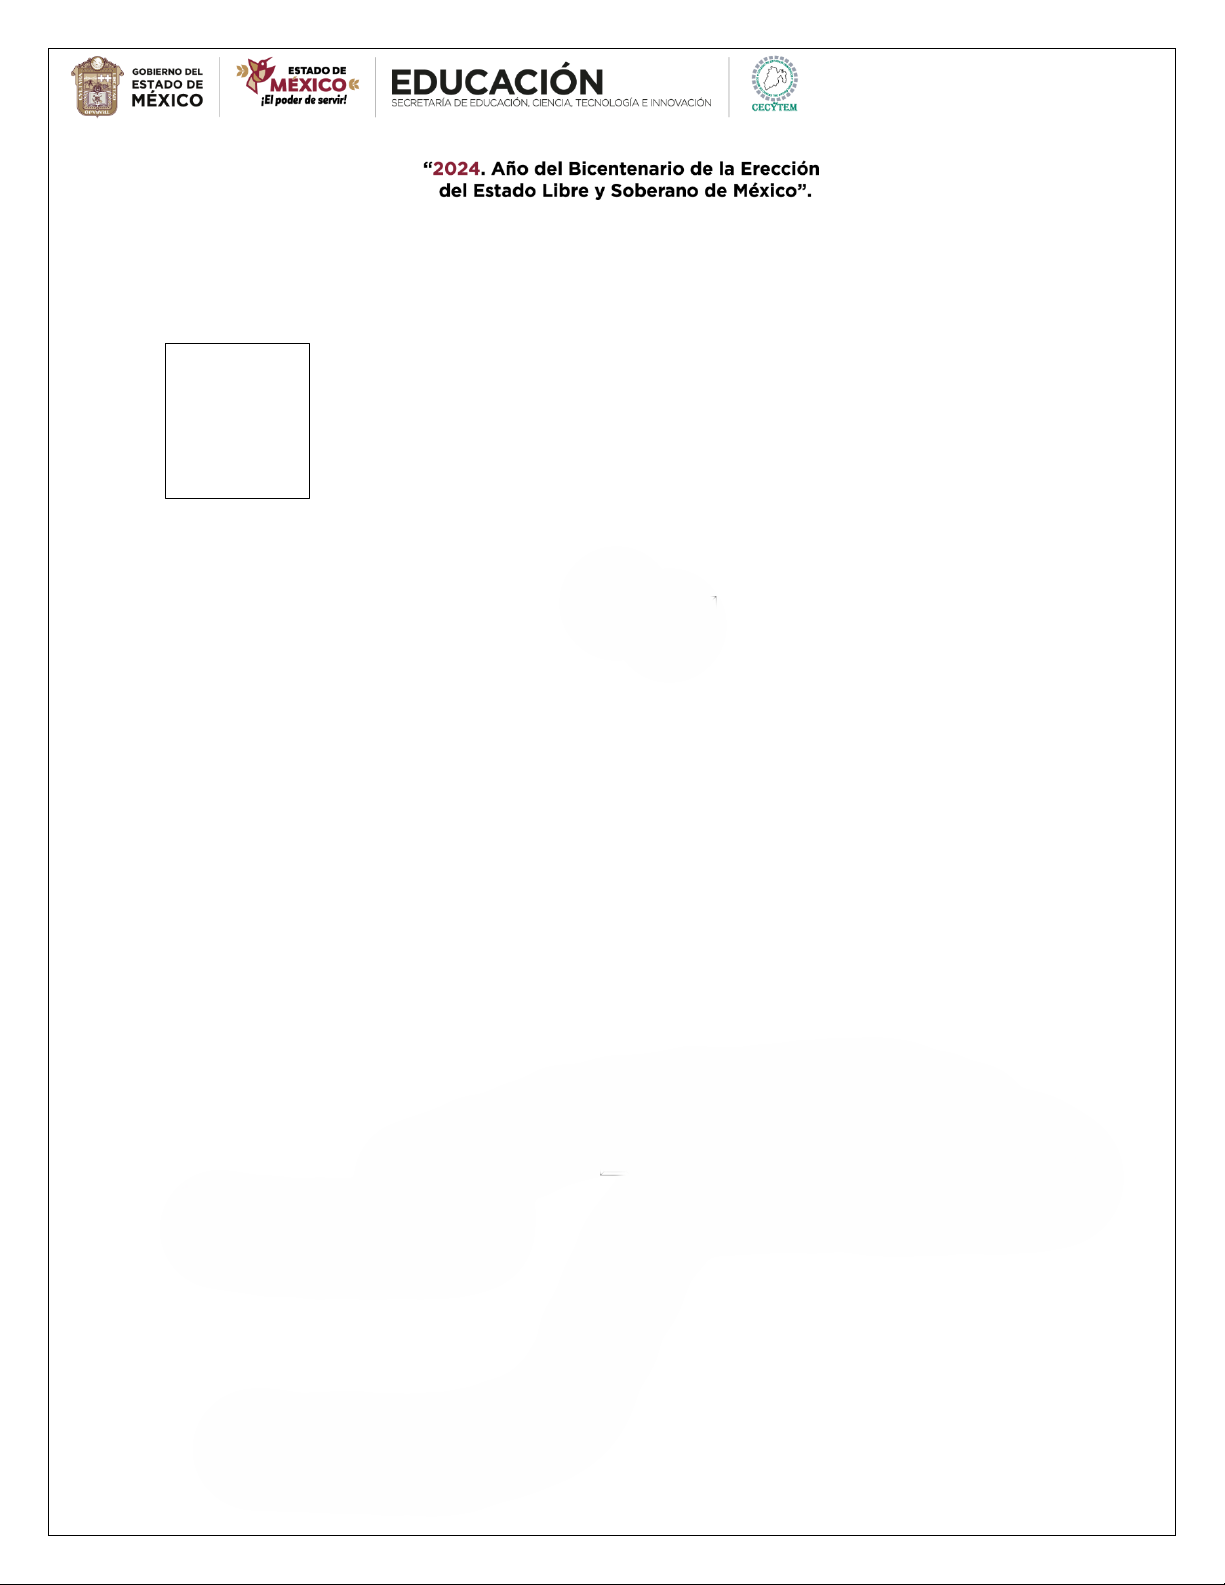 GOBIERNO DEL
ESTADO DE
MÉXICO
ESTADO DE
MÉXICO
¡El poder de servir!
EDUCACIÓN
SECRETARÍA DE EDUCACIÓN, CIENCIA, TECNOLOGÍA E INNOVACIÓN
CECYTEM
“2024. Año del Bicentenario de la Erección
del Estado Libre y Soberano de México”.